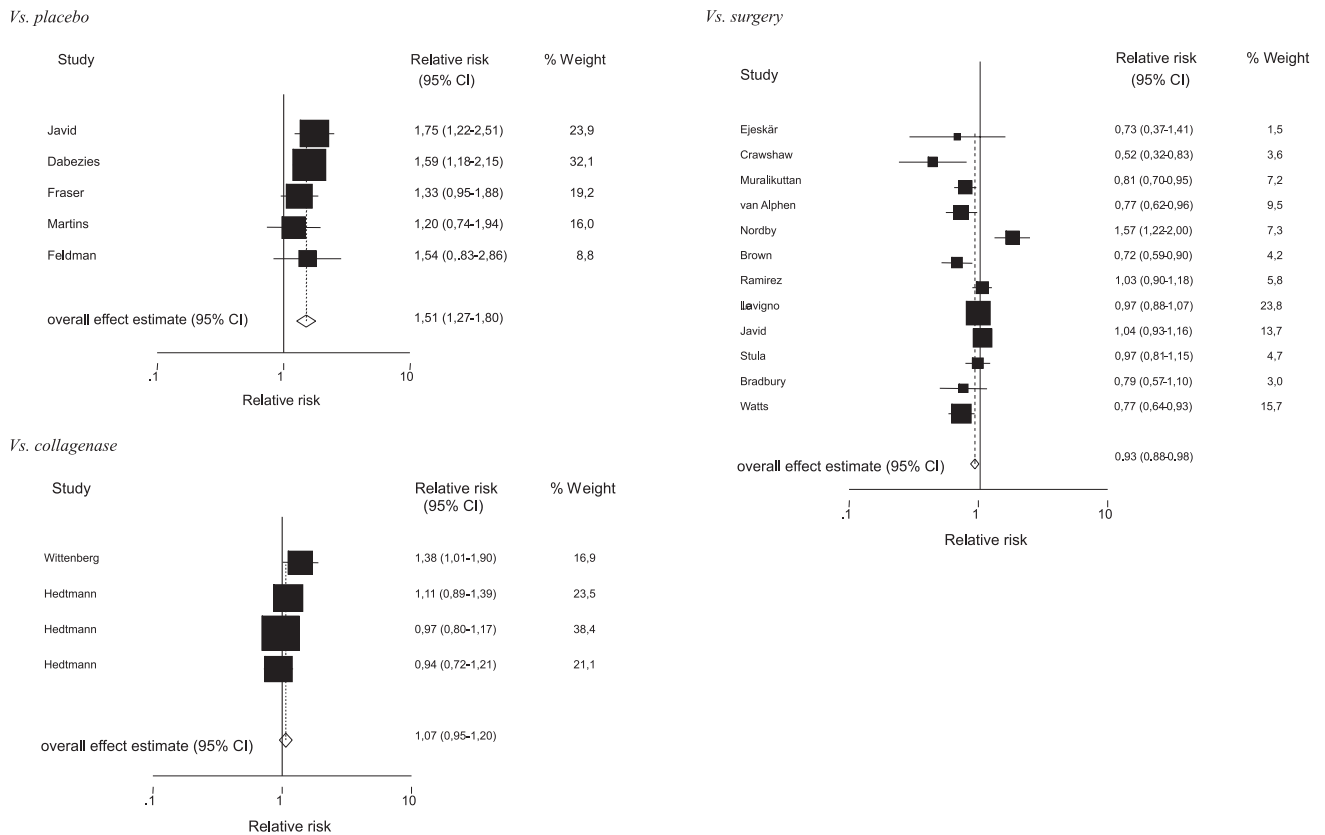 Vs. placebo
Study Relative risk (95% CI) % Weight
Javid 1,75 (1,22-2,51) 23,9
Dabezies 1,59 (1,18-2,15) 32,1
Fraser 1,33 (0,95-1,88) 19,2
Martins 1,20 (0,74-1,94) 16,0
Feldman 1,54 (0,.83-2,86) 8,8
overall effect estimate (95% CI) 1,51 (1,27-1,80)
.1 1 10
Relative risk
Vs. collagenase
Study Relative risk (95% CI) % Weight
Wittenberg 1,38 (1,01-1,90) 16,9
Hedtmann 1,11 (0,89-1,39) 23,5
Hedtmann 0,97 (0,80-1,17) 38,4
Hedtmann 0,94 (0,72-1,21) 21,1
overall effect estimate (95% CI) 1,07 (0,95-1,20)
.1 1 10
Relative risk
Vs. surgery
Study Relative risk (95% CI) % Weight
Ejeskär 0,73 (0,37-1,41) 1,5
Crawshaw 0,52 (0,32-0,83) 3,6
Muralikuttan 0,81 (0,70-0,95) 7,2
van Alphen 0,77 (0,62-0,96) 9,5
Nordby 1,57 (1,22-2,00) 7,3
Brown 0,72 (0,59-0,90) 4,2
Ramirez 1,03 (0,90-1,18) 5,8
Lavigno 0,97 (0,88-1,07) 23,8
Javid 1,04 (0,93-1,16) 13,7
Stula 0,97 (0,81-1,15) 4,7
Bradbury 0,79 (0,57-1,10) 3,0
Watts 0,77 (0,64-0,93) 15,7
overall effect estimate (95% CI) 0,93 (0,88-0,98)
.1 1 10
Relative risk